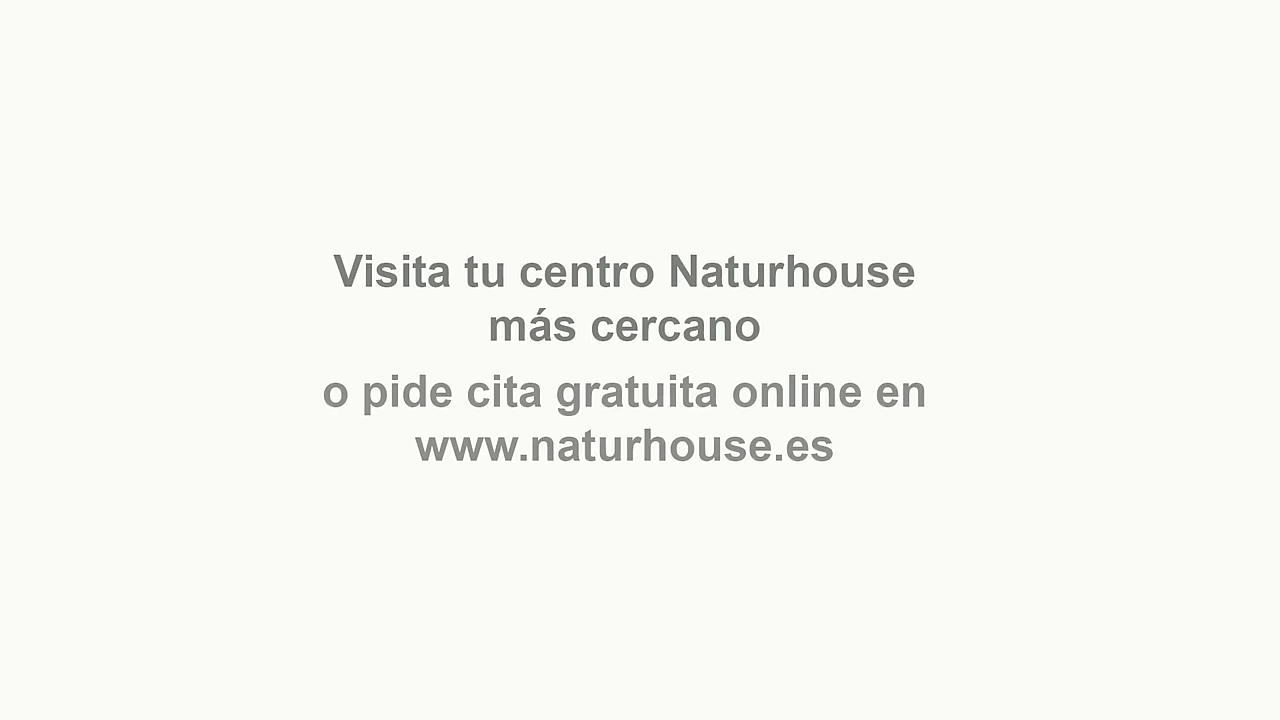 Visita tu centro Naturhouse
más cercano
o pide cita gratuita online en
www.naturhouse.es